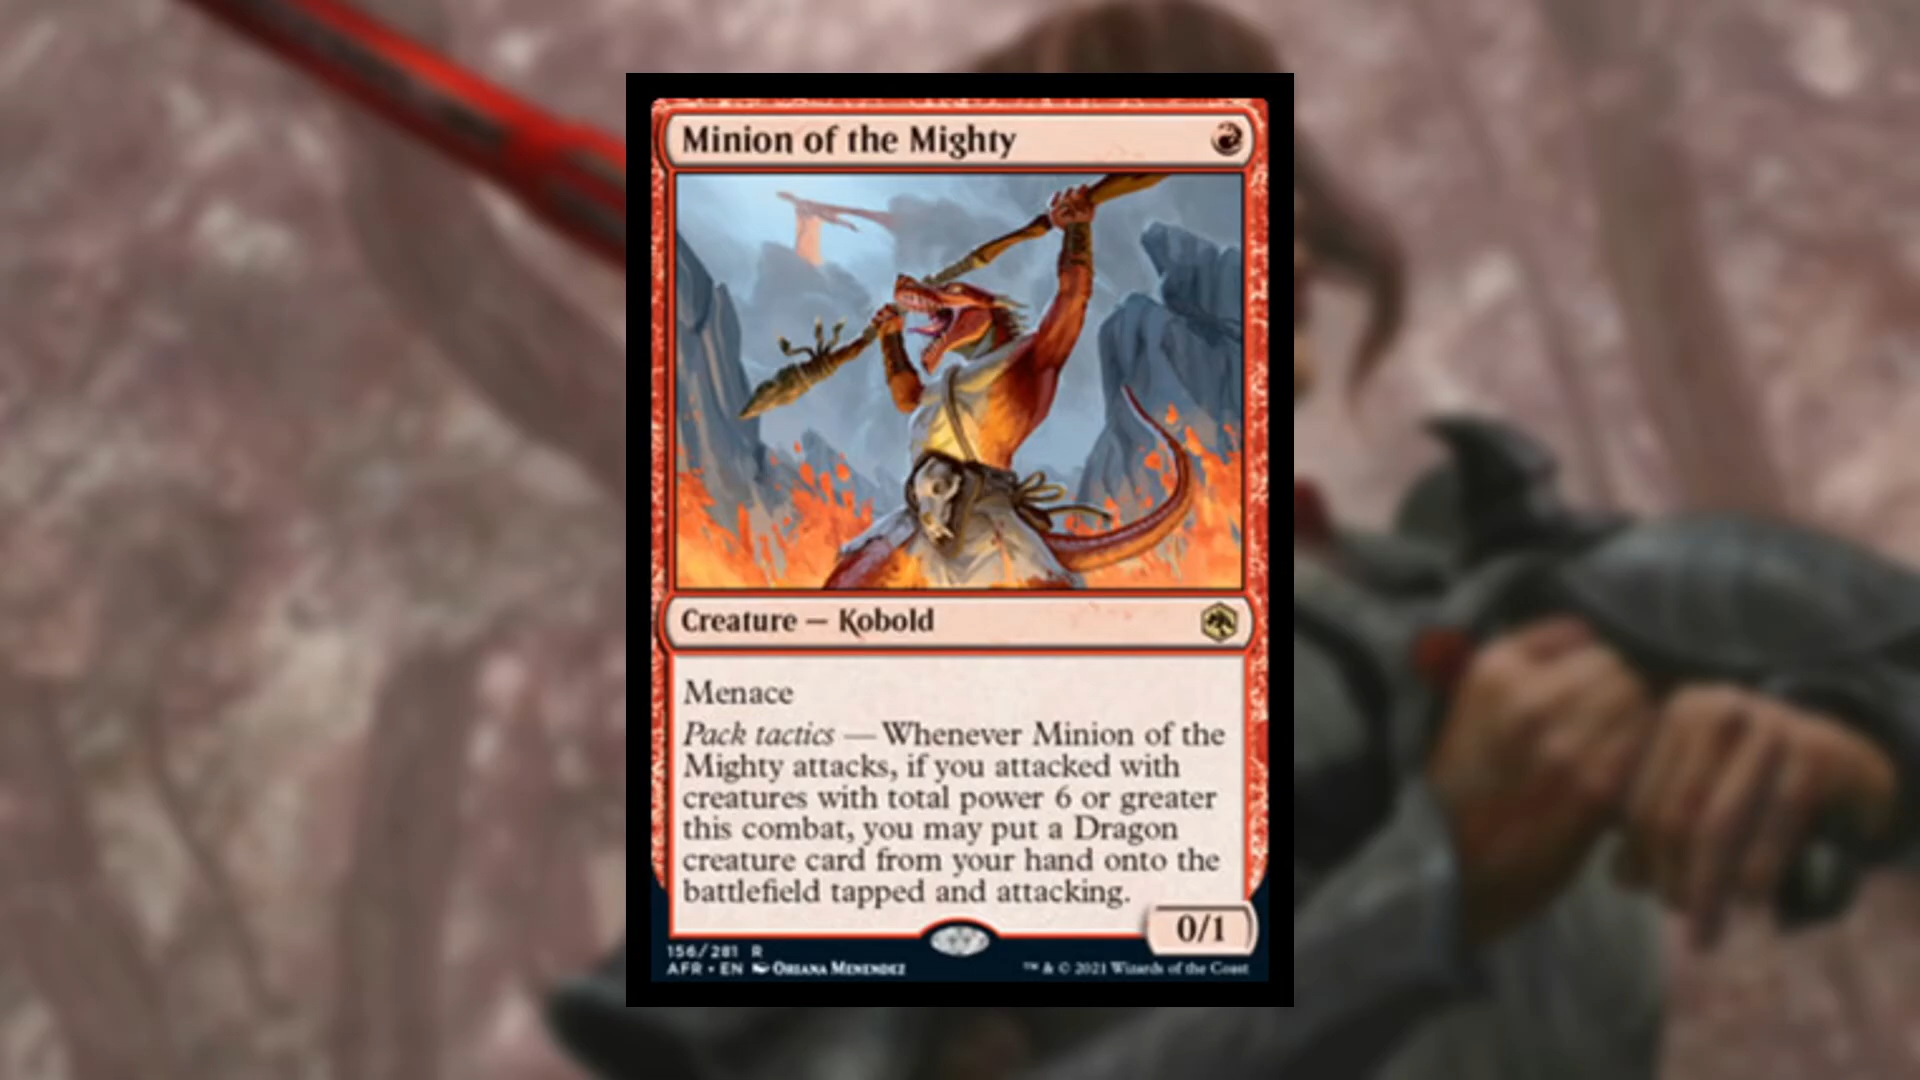 Minion of the Mighty
Creature — Kobold
Menace
Pack tactics — Whenever Minion of the
Mighty attacks, if you attacked with
creatures with total power 6 or greater
this combat, you may put a Dragon
creature card from your hand onto the
battlefield tapped and attacking.
0/1
156/281 R
AFR • EN Oriana Menendez
™ & © 2021 Wizards of the Coast